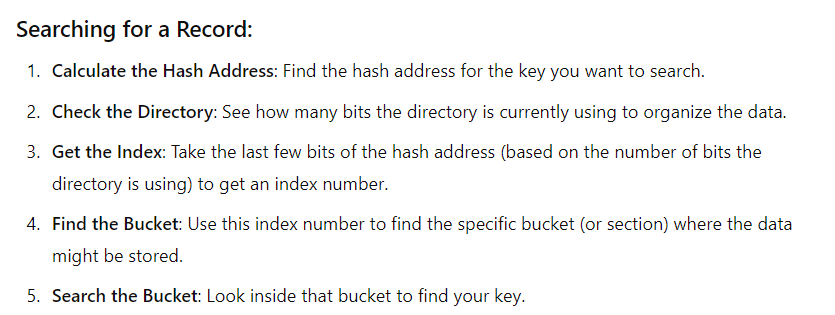 Searching for a Record:
1. Calculate the Hash Address: Find the hash address for the key you want to search.
2. Check the Directory: See how many bits the directory is currently using to organize the data.
3. Get the Index: Take the last few bits of the hash address (based on the number of bits the
directory is using) to get an index number.
4. Find the Bucket: Use this index number to find the specific bucket (or section) where the data
might be stored.
5. Search the Bucket: Look inside that bucket to find your key.